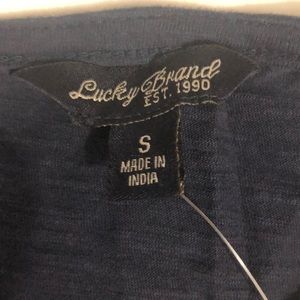 Lucky Brand
EST. 1990
S
MADE IN
INDIA